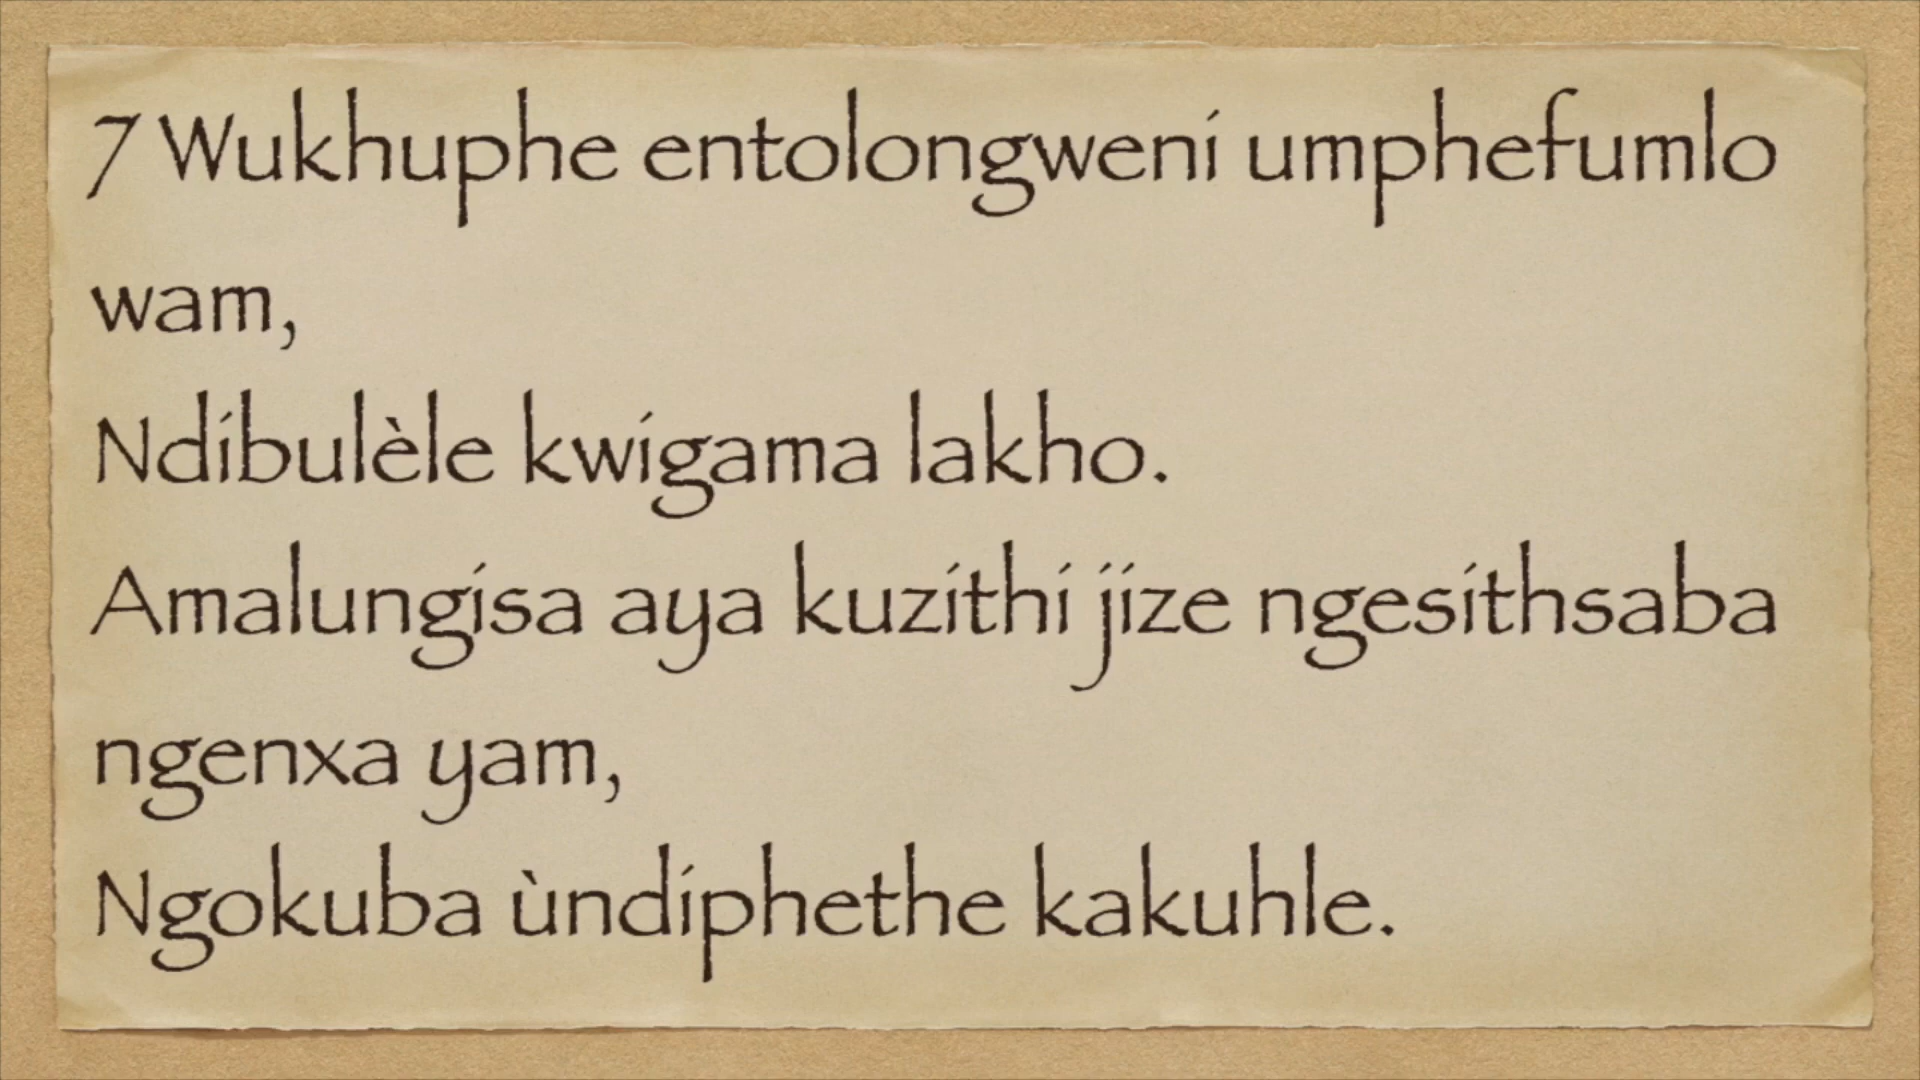 7 Wukhuphe entolongweni umphefumlo
wam,
Ndibulèle kwigama lakho.
Amalungisa aya kuzithi jize ngesithsaba
ngenxa yam,
Ngokuba ùndiphethe kakuhle.